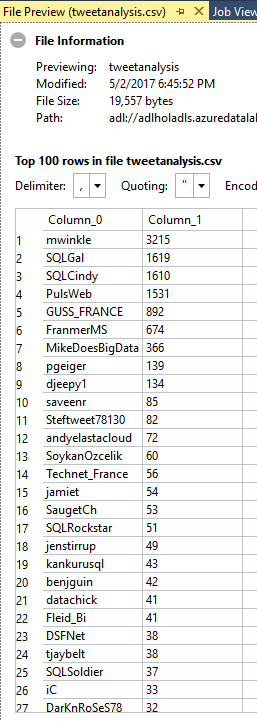 File Preview (tweetanalysis.csv)
Job View
File Information
Previewing: tweetanalysis
Modified: 5/2/2017 6:45:52 PM
File Size: 19,557 bytes
Path: adl://adlholadls.azuredatalal
Top 100 rows in file tweetanalysis.csv
Delimiter: , Quoting: " Encod
Column_0 Column_1
1 mwinkle 3215
2 SQLGal 1619
3 SQLCindy 1610
4 PulsWeb 1531
5 GUSS_FRANCE 892
6 FranmerMS 674
7 MikeDoesBigData 366
8 pgeiger 139
9 djeepy1 134
10 saveenr 85
11 Steftweet78130 82
12 andyelastacloud 72
13 SoykanOzcelik 60
14 Technet_France 56
15 jamiet 54
16 SaugetCh 53
17 SQLRockstar 51
18 jenstirrup 49
19 kankurusql 43
20 benjguin 42
21 datachick 41
22 Fleid_Bi 41
23 DSFNet 38
24 tjaybelt 38
25 SQLSoldier 37
26 iC 33
27 DarKnRoSeS78 32